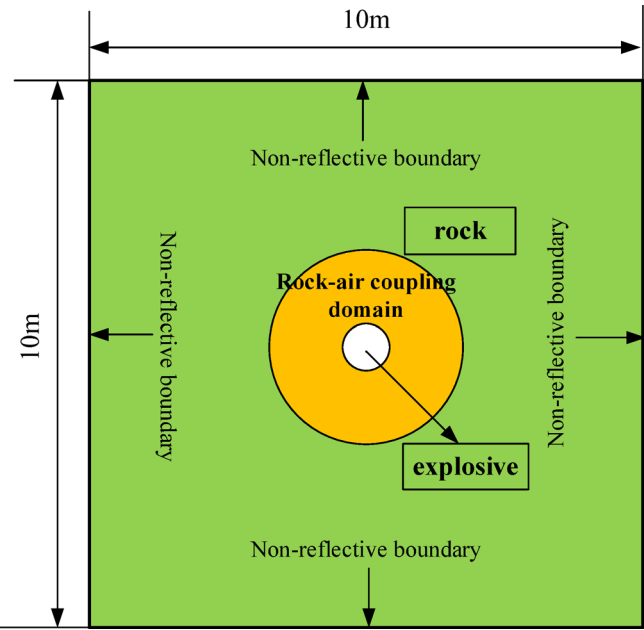 10m
Non-reflective boundary
rock
Non-reflective boundary
Non-reflective boundary
Rock-air coupling
domain
10m
explosive
Non-reflective boundary